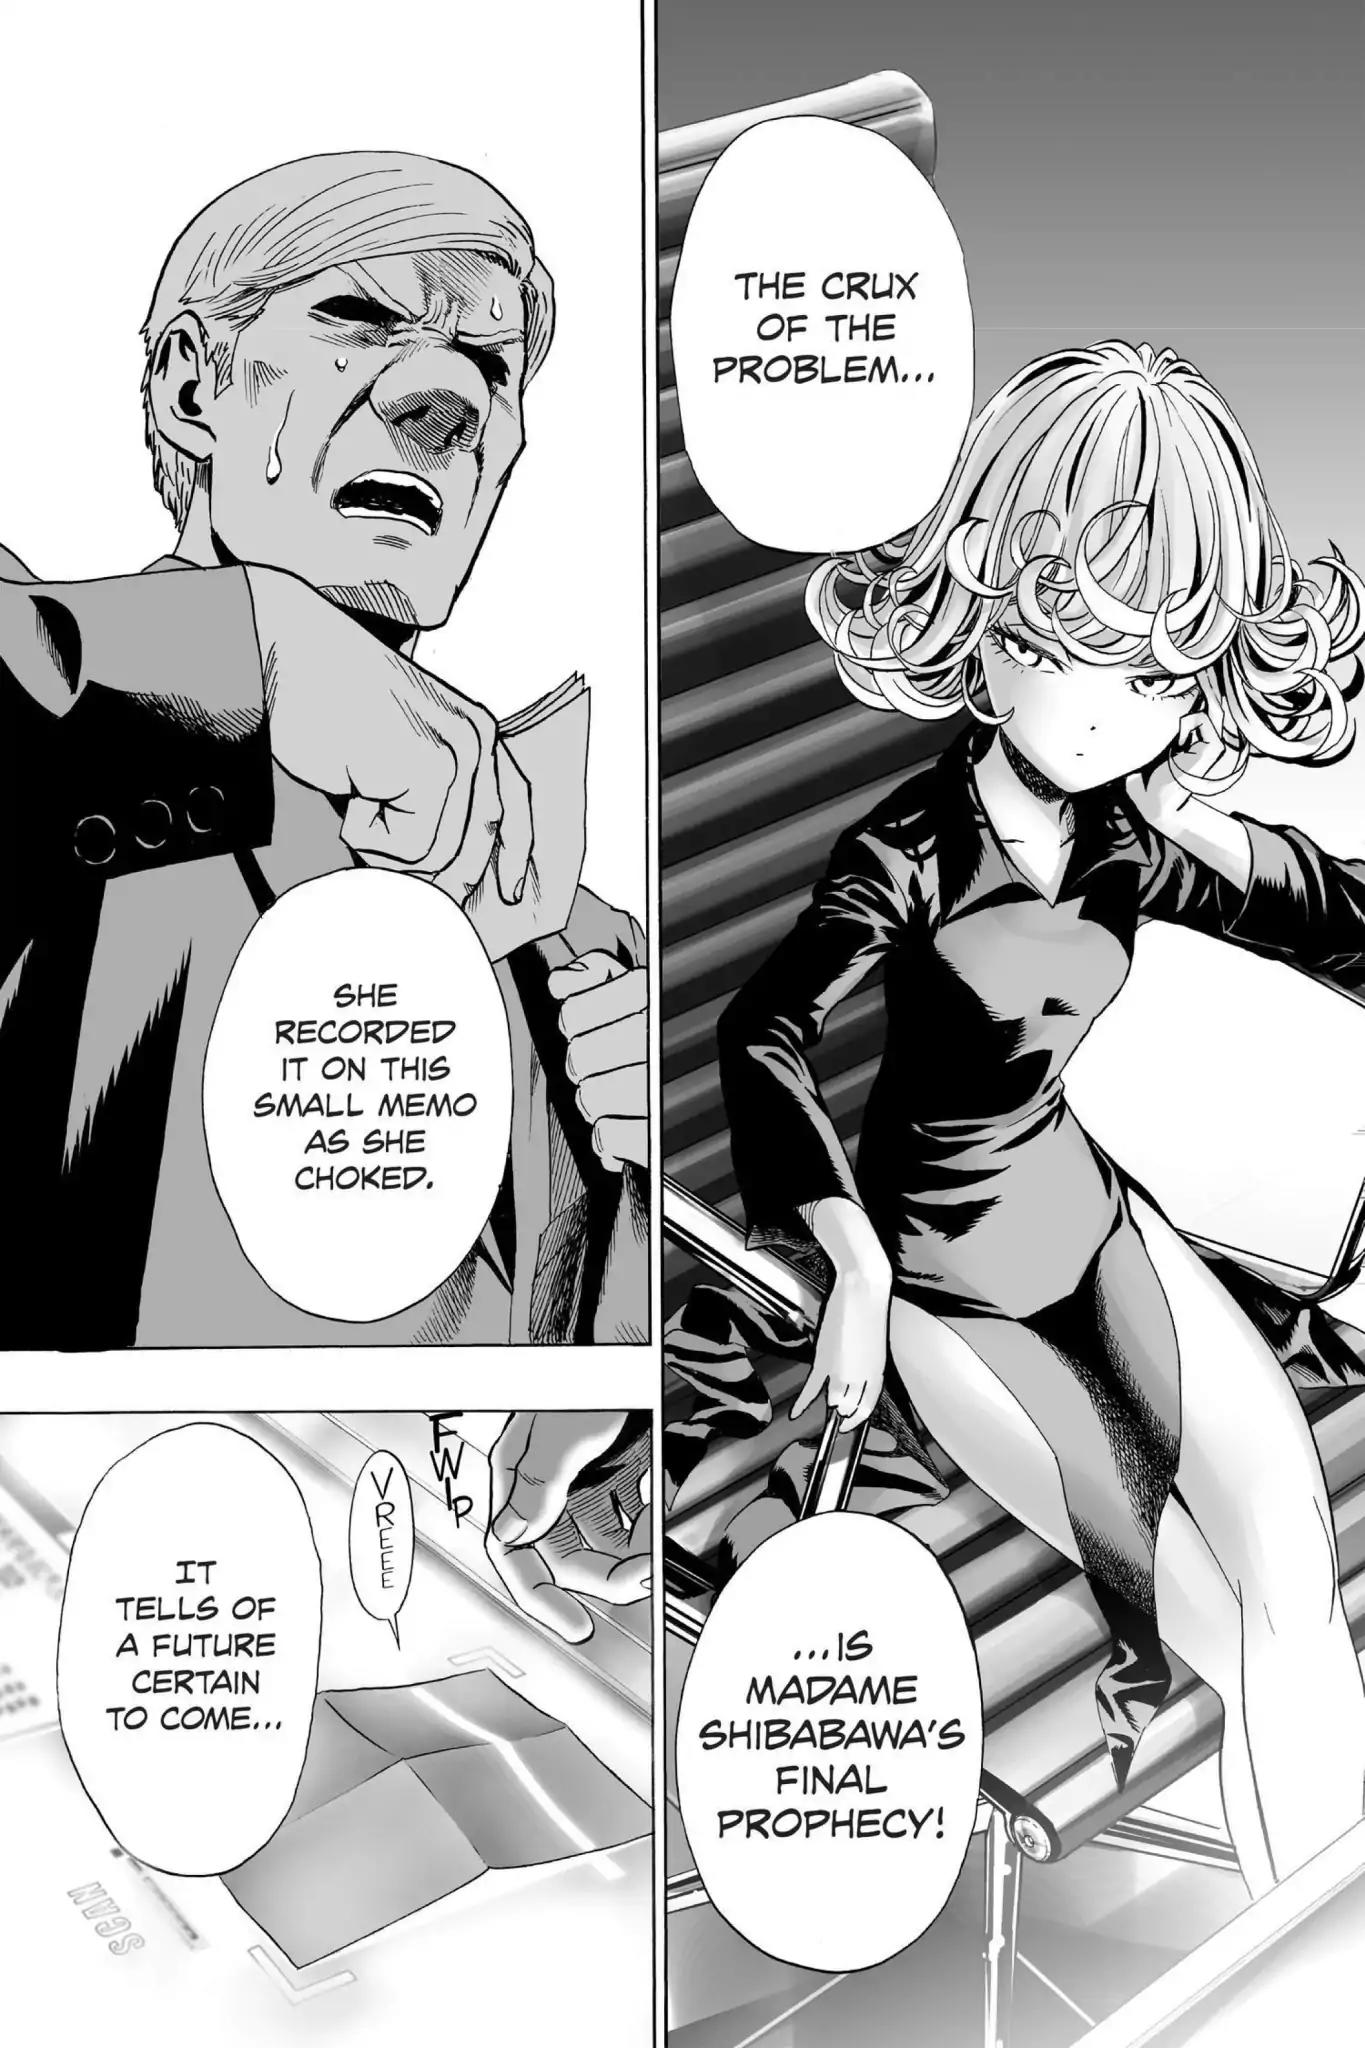 THE CRUX
OF THE
PROBLEM...
...IS
MADAME
SHIBABAWA'S
FINAL
PROPHECY!
SHE
RECORDED
IT ON THIS
SMALL MEMO
AS SHE
CHOKED.
FWIP
VREEE
IT
TELLS OF
A FUTURE
CERTAIN
TO COME...
SCAN